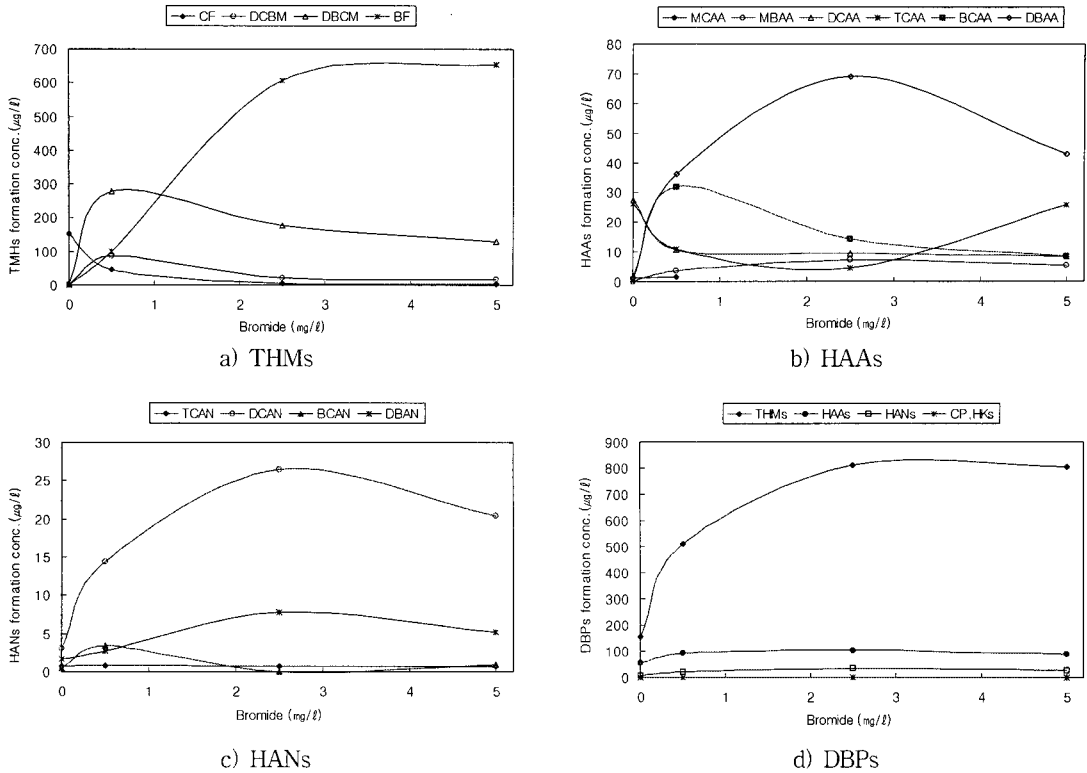 CF DCBM DBCM BF
TMHs formation conc.(μg/ℓ)
700
600
500
400
300
200
100
0
0 1 2 3 4 5
Bromide (mg/ℓ)
a) THMs
MCAA MBAA DCAA TCAA BCAA DBAA
HAAs formation conc.(μg/ℓ)
80
70
60
50
40
30
20
10
0
0 1 2 3 4 5
Bromide (mg/ℓ)
b) HAAs
TCAN DCAN BCAN DBAN
HANs formation conc.(μg/ℓ)
30
25
20
15
10
5
0
0 1 2 3 4 5
Bromide (mg/ℓ)
c) HANs
THMs HAAs HANs CP, HKs
DBPs formation conc.(μg/ℓ)
900
800
700
600
500
400
300
200
100
0
0 1 2 3 4 5
Bromide (mg/ℓ)
d) DBPs